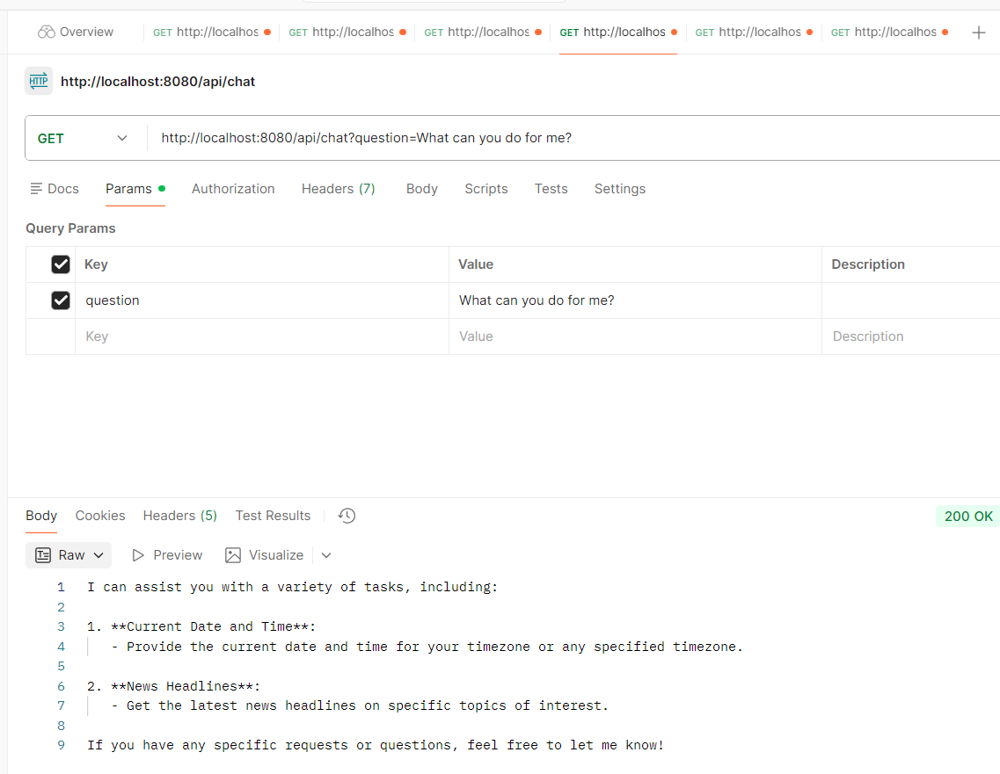 Overview GET http://localhos GET http://localhos GET http://localhos GET http://localhos GET http://localhos GET http://localhos
HTTP http://localhost:8080/api/chat
GET http://localhost:8080/api/chat?question=What can you do for me?
Docs Params Authorization Headers (7) Body Scripts Tests Settings
Query Params
Key Value Description
question What can you do for me?
Key Value Description
Body Cookies Headers (5) Test Results 200 OK
Raw Preview Visualize
1 I can assist you with a variety of tasks, including:
2
3 1. **Current Date and Time**:
4 - Provide the current date and time for your timezone or any specified timezone.
5
6 2. **News Headlines**:
7 - Get the latest news headlines on specific topics of interest.
8
9 If you have any specific requests or questions, feel free to let me know!